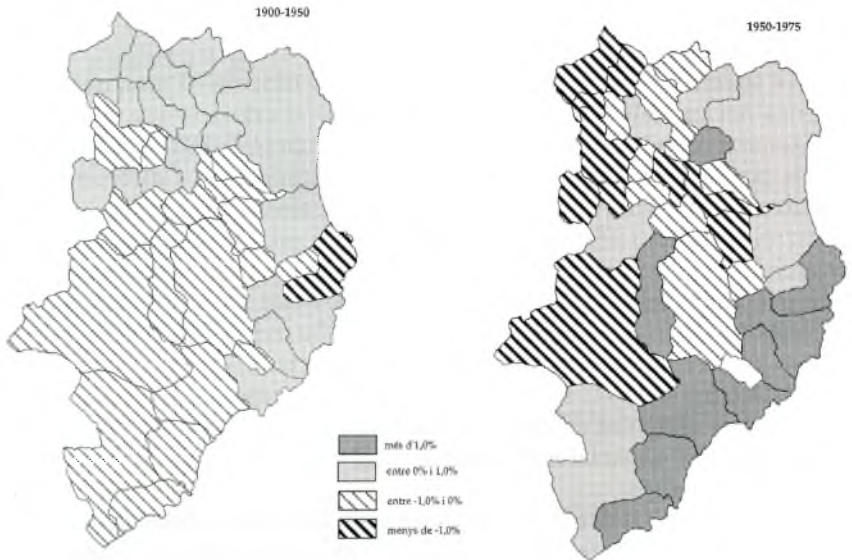 1900-1950
1950-1975
més d'1,0%
entre 0% i 1,0%
entre -1,0% i 0%
menys de -1,0%